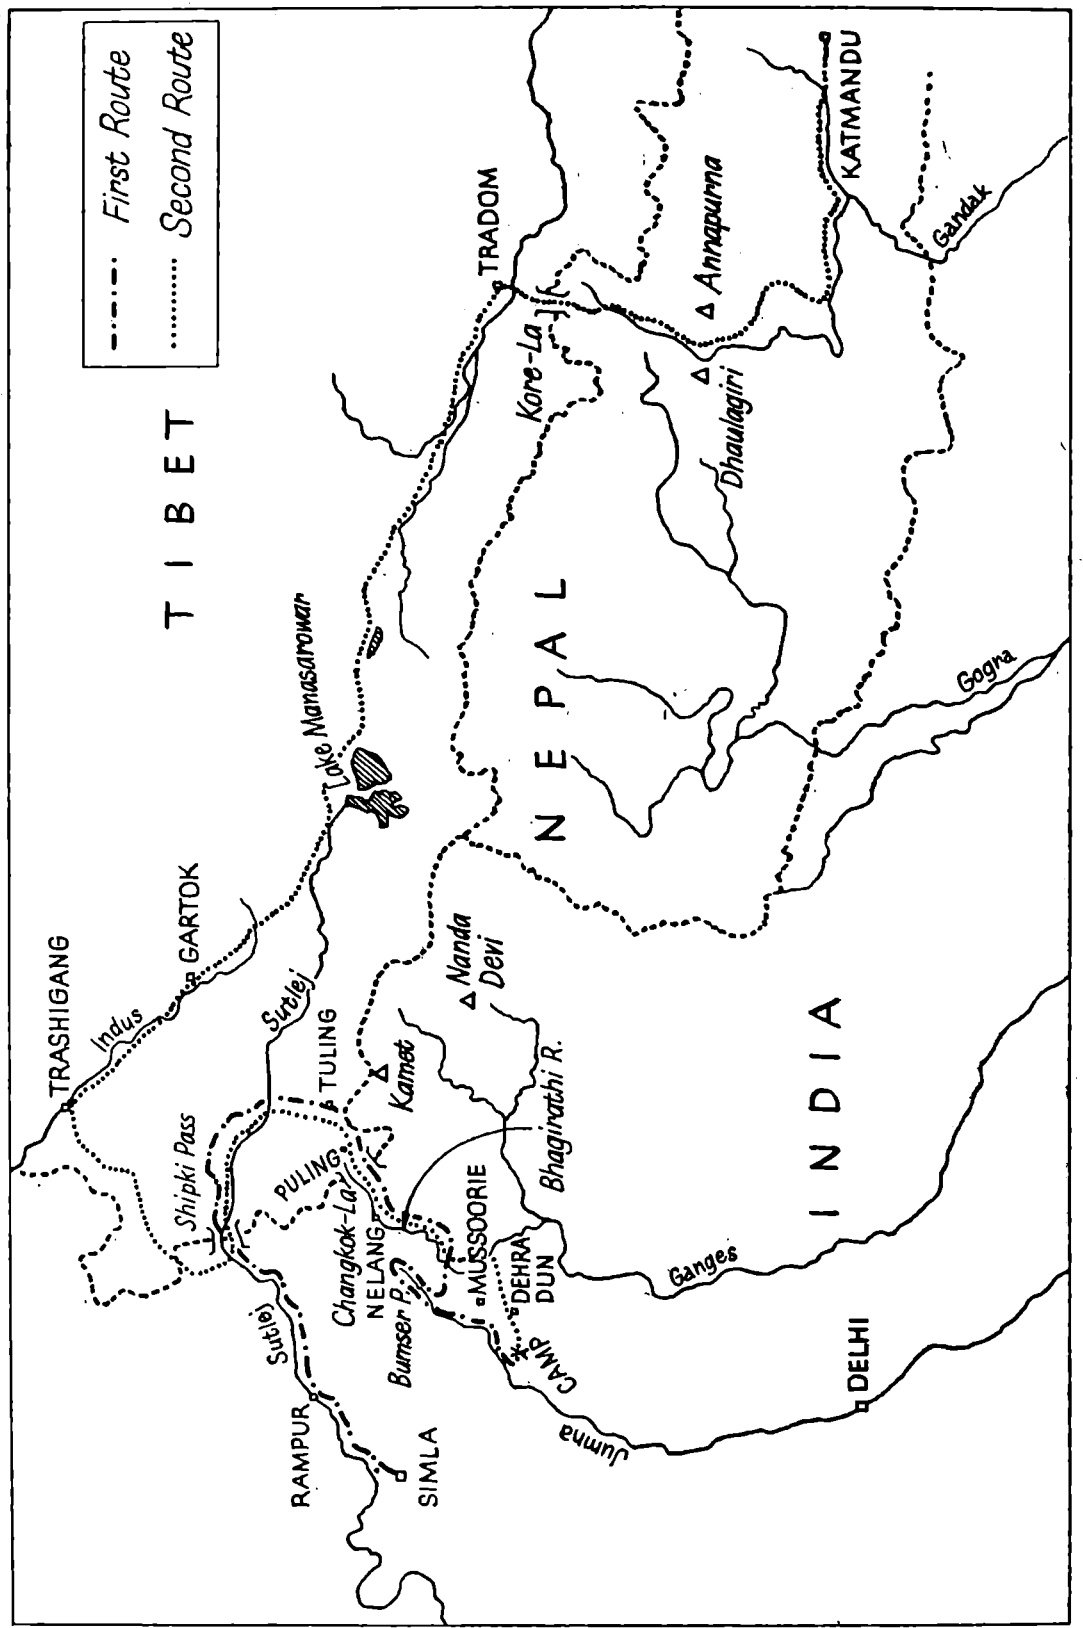 First Route
Second Route
TIBET
TRASHIGANG
Indus
GARTOK
Shipki Pass
Sutlej
Lake Manasarowar
TRADOM
TULING
PULING
Kore-La
Changkok-La
NELANG
Bumser P.
Kamet
Nanda
Devi
NEPAL
Annapurna
Dhaulagiri
KATMANDU
Gandak
Sutlej
RAMPUR
SIMLA
MUSSOORIE
DEHRA
DUN
CAMP
Bhagirathi R.
Ganges
Jumna
DELHI
INDIA
Gogra